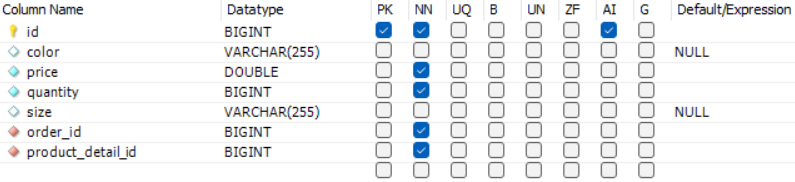 Column Name Datatype PK NN UQ B UN ZF AI G Default/Expression
id BIGINT
color VARCHAR(255) NULL
price DOUBLE
quantity BIGINT
size VARCHAR(255) NULL
order_id BIGINT
product_detail_id BIGINT